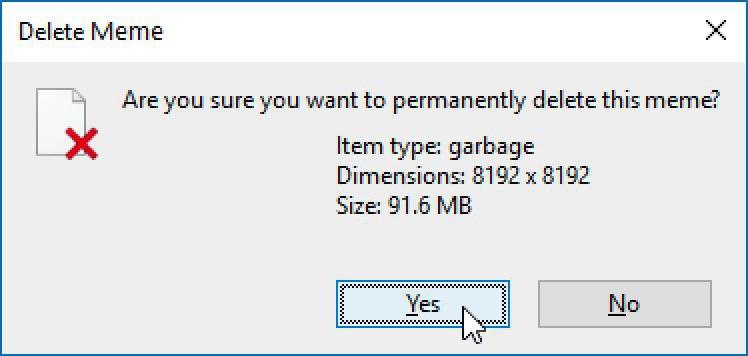 Delete Meme
Are you sure you want to permanently delete this meme?
Item type: garbage
Dimensions: 8192 x 8192
Size: 91.6 MB
Yes
No